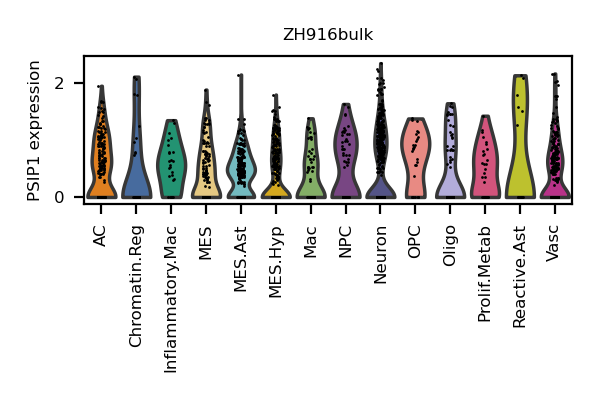 ZH916bulk
PSIP1 expression
2
0
AC
Chromatin.Reg
Inflammatory.Mac
MES
MES.Ast
MES.Hyp
Mac
NPC
Neuron
OPC
Oligo
Prolif.Metab
Reactive.Ast
Vasc